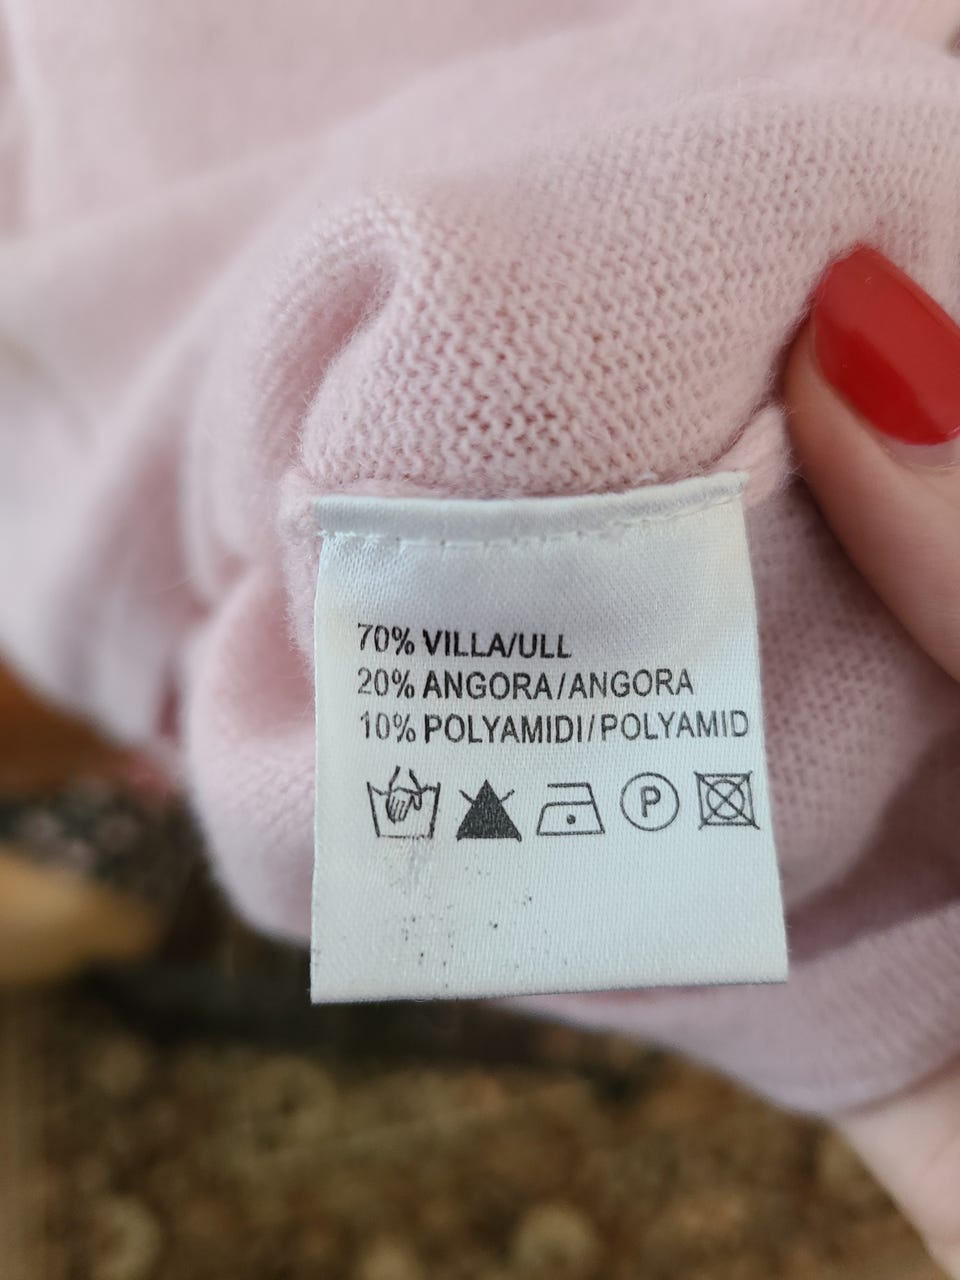 70% VILLA/ULL
20% ANGORA/ANGORA
10% POLYAMIDI/POLYAMID
P